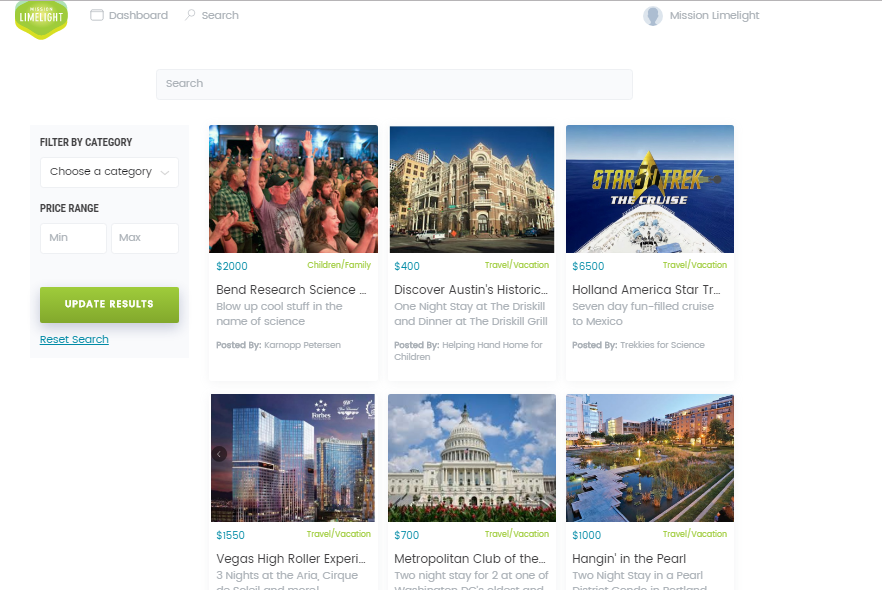 MISSION
LIMELIGHT
Dashboard
Search
Mission Limelight
Search
FILTER BY CATEGORY
Choose a category
PRICE RANGE
Min
Max
UPDATE RESULTS
Reset Search
$2000
Children/Family
Bend Research Science ...
Blow up cool stuff in the
name of science
Posted By: Karnopp Petersen
$400
Travel/Vacation
Discover Austin's Historic...
One Night Stay at The Driskill
and Dinner at The Driskill Grill
Posted By: Helping Hand Home for
Children
STAR TREK
50
THE CRUISE
$6500
Travel/Vacation
Holland America Star Tr...
Seven day fun-filled cruise
to Mexico
Posted By: Trekkies for Science
Forbes
$1550
Travel/Vacation
Vegas High Roller Experi...
3 Nights at the Aria, Cirque
de Soleil and more!
$700
Travel/Vacation
Metropolitan Club of the...
Two night stay for 2 at one of
Washington DC's oldest and
$1000
Travel/Vacation
Hangin' in the Pearl
Two Night Stay in a Pearl
District Condo in Portland